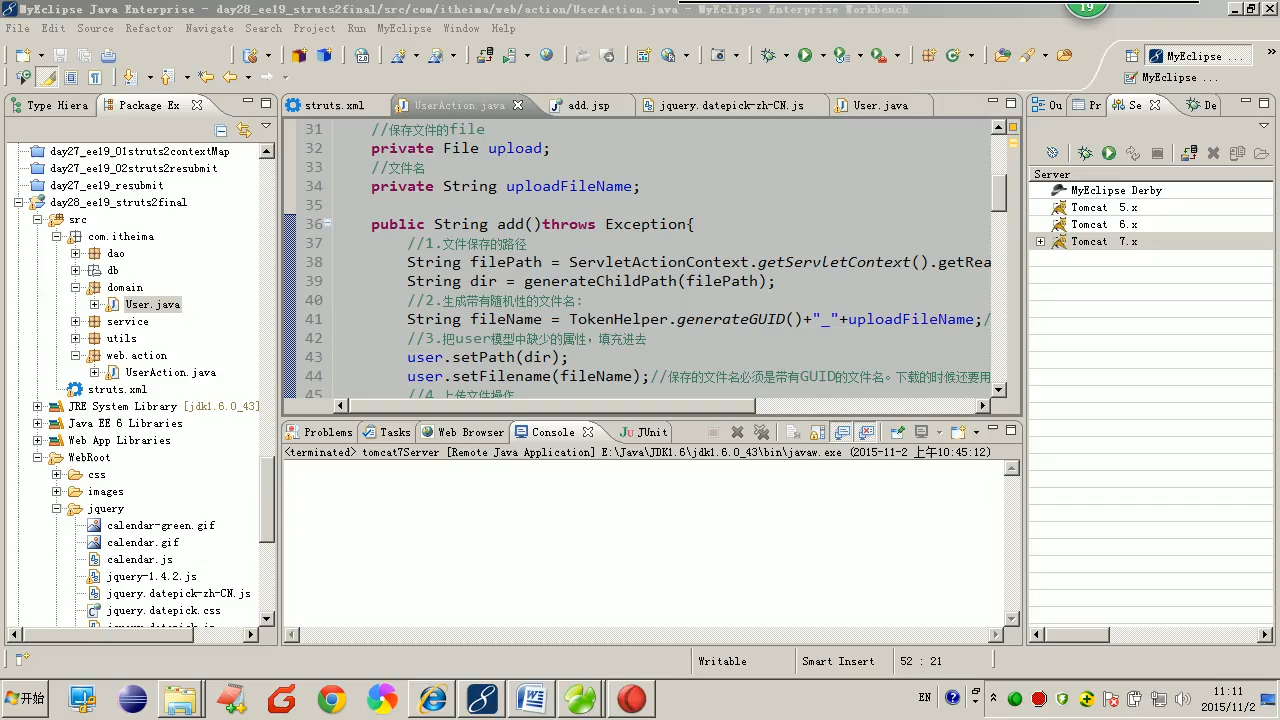 MyEclipse Java Enterprise - day28_ee19_struts2final/src/com/itheima/web/action/UserAction.java - MyEclipse Enterprise Workbench
19
File Edit Source Refactor Navigate Search Project Run MyEclipse Window Help
MyEclipse ...
MyEclipse ...
Type Hiera
Package Ex
day27_ee19_01struts2contextMap
day27_ee19_02struts2resubmit
day27_ee19_resubmit
day28_ee19_struts2final
src
com.itheima
dao
db
domain
User.java
service
utils
web.action
UserAction.java
struts.xml
JRE System Library [jdk1.6.0_43]
Java EE 6 Libraries
Web App Libraries
WebRoot
css
images
jquery
calendar-green.gif
calendar.gif
calendar.js
jquery-1.4.2.js
jquery.datepick-zh-CN.js
jquery.datepick.css
struts.xml UserAction.java add.jsp jquery.datepick-zh-CN.js User.java
31 //保存文件的file
32 private File upload;
33 //文件名
34 private String uploadFileName;
35
36 public String add()throws Exception{
37 //1.文件保存的路径
38 String filePath = ServletActionContext.getServletContext().getRea
39 String dir = generateChildPath(filePath);
40 //2.生成带有随机性的文件名:
41 String fileName = TokenHelper.generateGUID()+"_"+uploadFileName;/
42 //3.把user模型中缺少的属性，填充进去
43 user.setPath(dir);
44 user.setFilename(fileName);//保存的文件名必须是带有GUID的文件名。下载的时候还要用
45 //4.上传文件操作
Problems Tasks Web Browser Console JUnit
<terminated> tomcat7Server [Remote Java Application] E:\Java\JDK1.6\jdk1.6.0_43\bin\javaw.exe (2015-11-2 上午10:45:12)
Ou Pr Se De
Server
MyEclipse Derby
Tomcat 5.x
Tomcat 6.x
Tomcat 7.x
Writable Smart Insert 52 : 21
开始
EN
11:11
2015/11/2